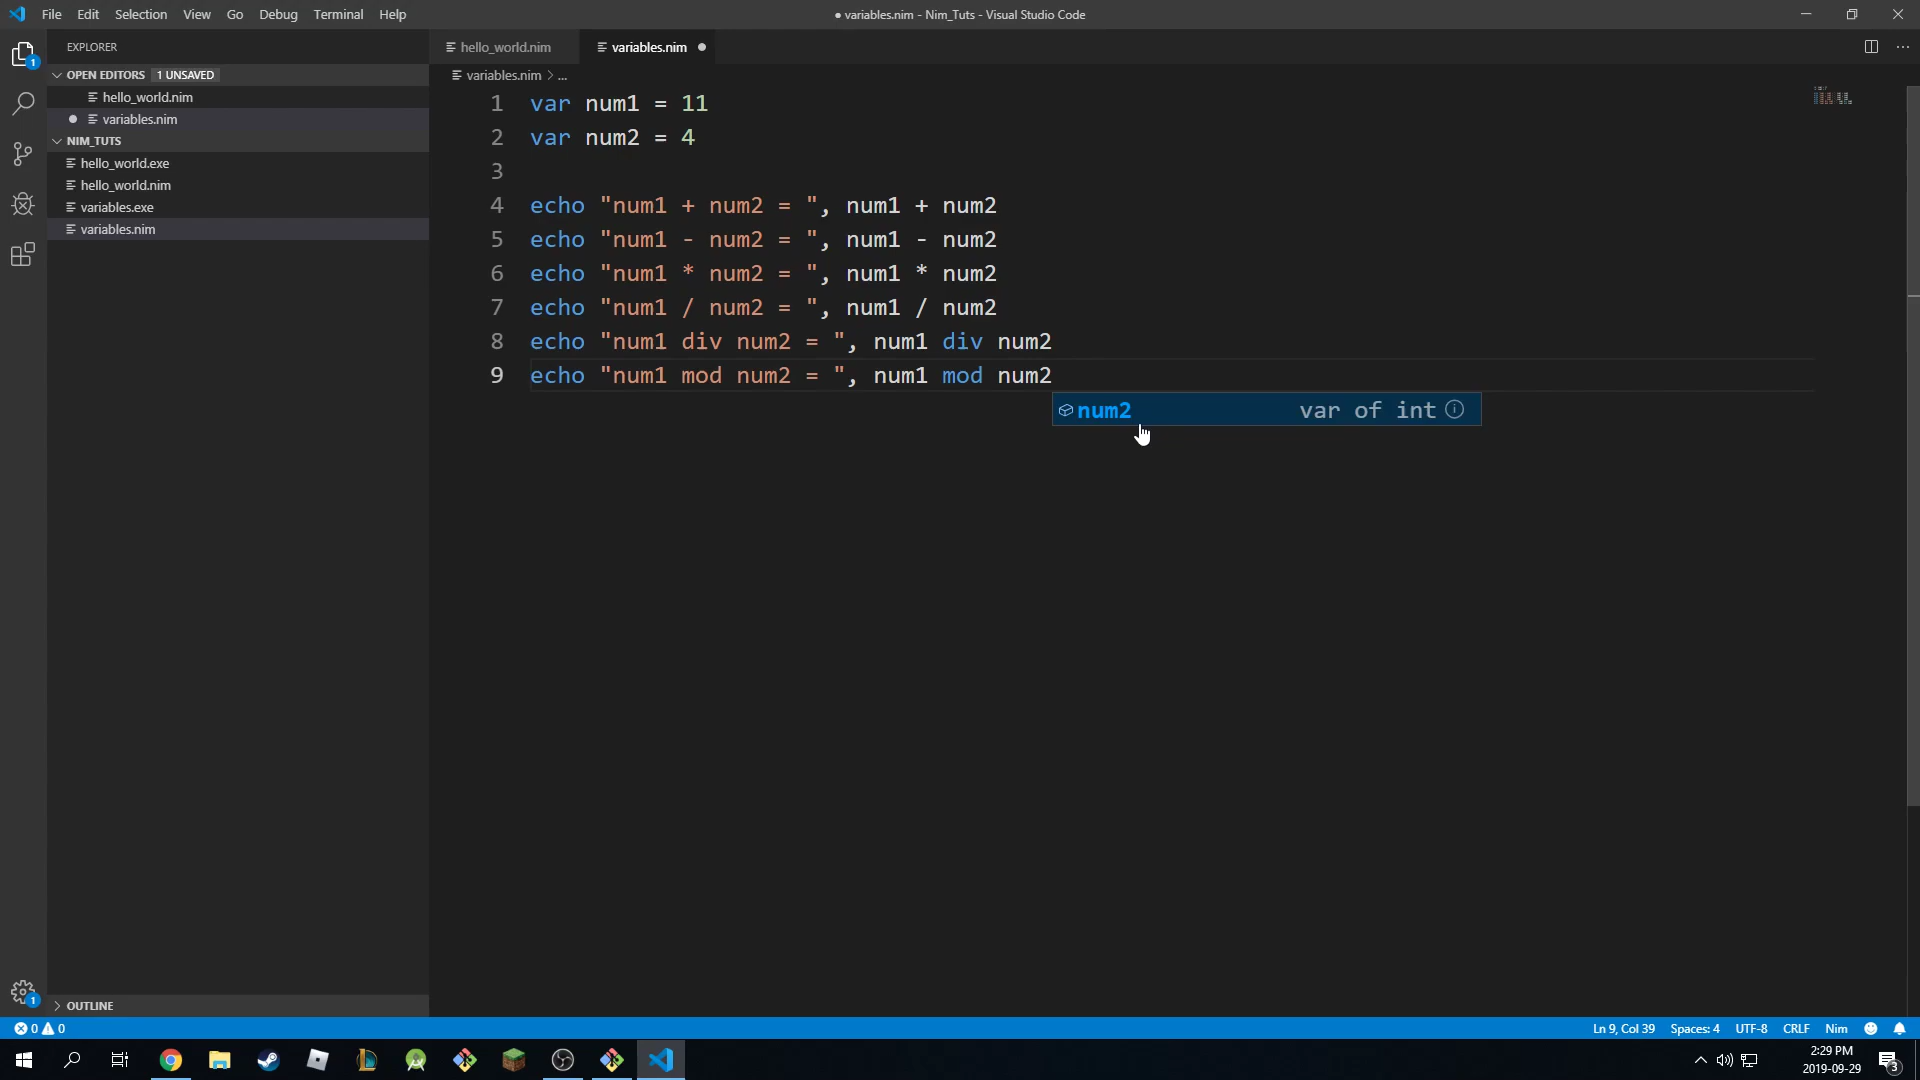 File Edit Selection View Go Debug Terminal Help
● variables.nim - Nim_Tuts - Visual Studio Code
EXPLORER
OPEN EDITORS 1 UNSAVED
hello_world.nim
variables.nim
NIM_TUTS
hello_world.exe
hello_world.nim
variables.exe
variables.nim
OUTLINE
hello_world.nim
variables.nim
variables.nim > ...
1 var num1 = 11
2 var num2 = 4
3
4 echo "num1 + num2 = ", num1 + num2
5 echo "num1 - num2 = ", num1 - num2
6 echo "num1 * num2 = ", num1 * num2
7 echo "num1 / num2 = ", num1 / num2
8 echo "num1 div num2 = ", num1 div num2
9 echo "num1 mod num2 = ", num1 mod num2
num2 var of int
1
1
0 0
Ln 9, Col 39 Spaces: 4 UTF-8 CRLF Nim
2:29 PM
2019-09-29
3